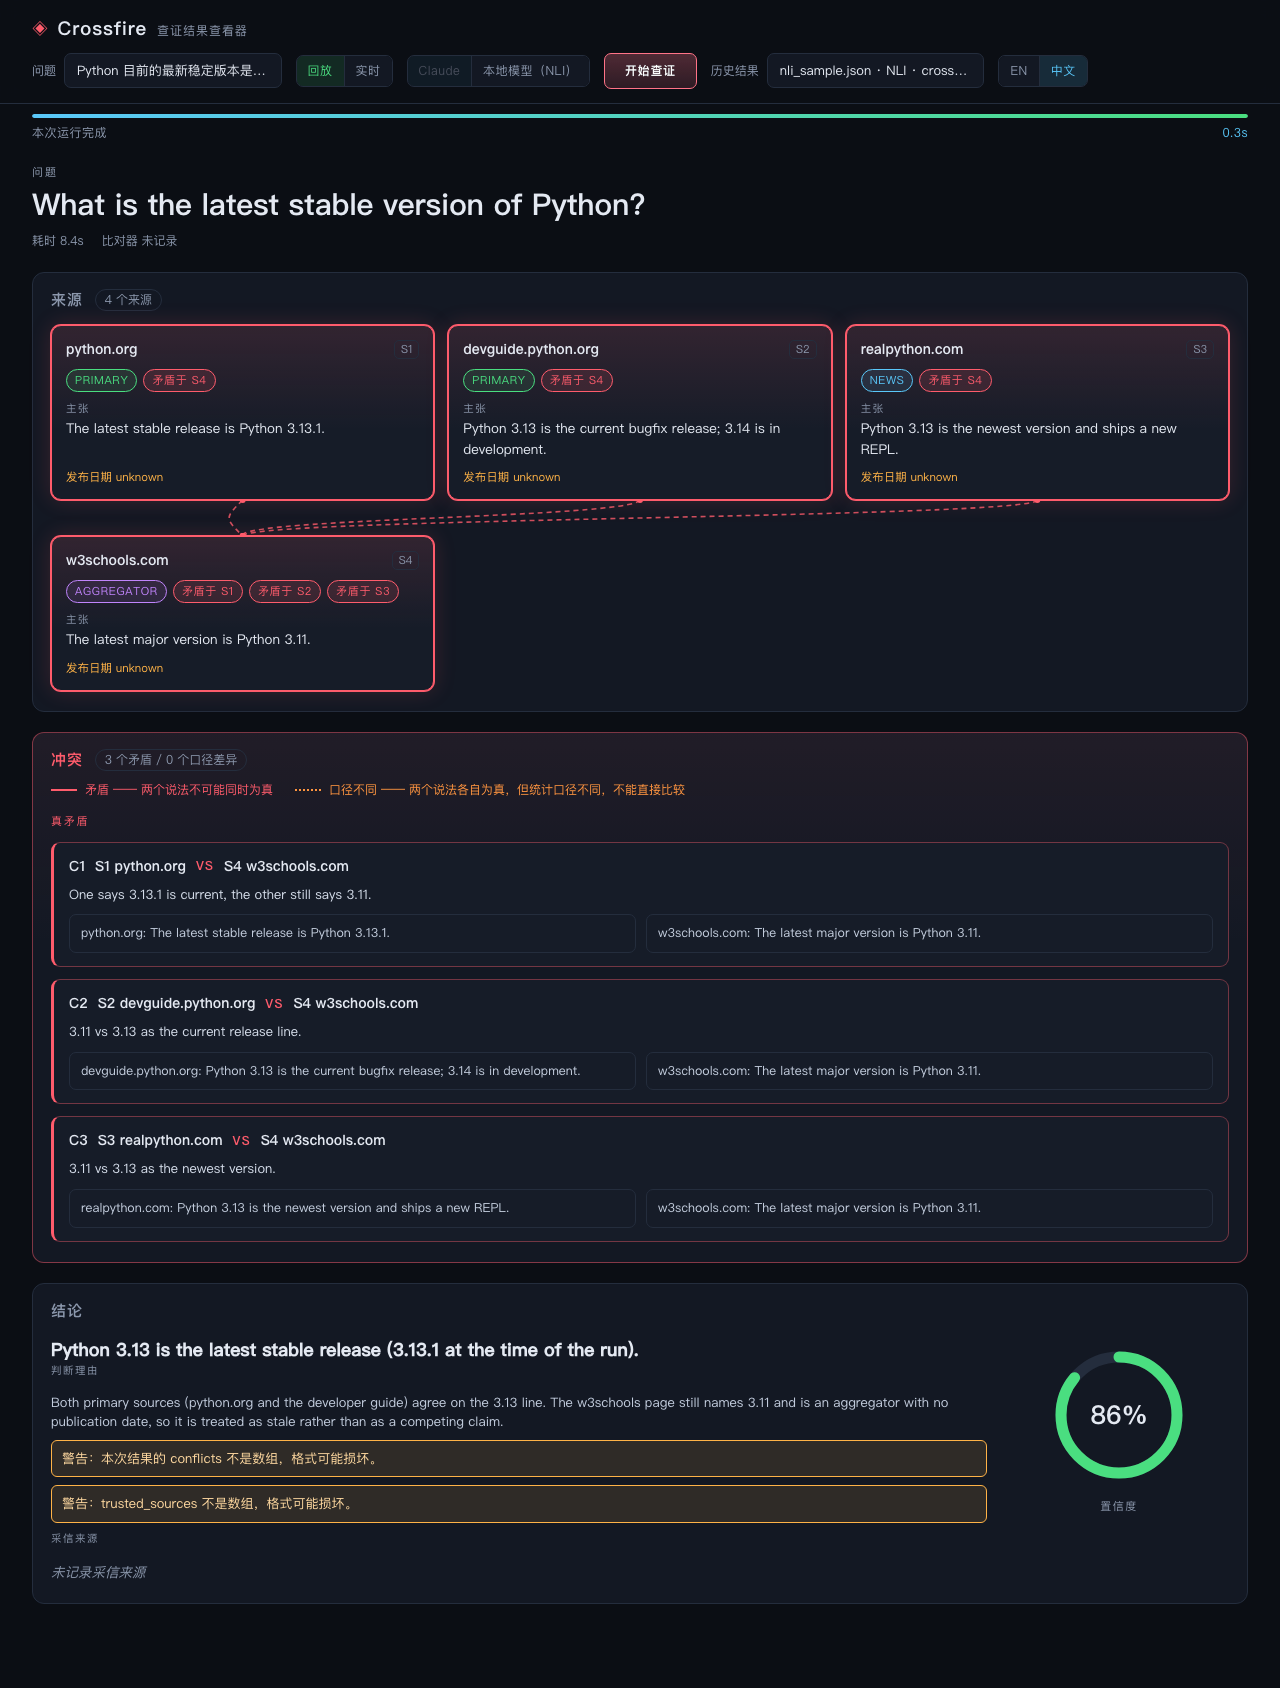 Crossfire 查证结果查看器
问题 Python 目前的最新稳定版本是… 回放 实时 Claude 本地模型（NLI） 开始查证 历史结果 nli_sample.json · NLI · cross… EN 中文
本次运行完成 0.3s
问题
What is the latest stable version of Python?
耗时 8.4s 比对器 未记录
来源 4 个来源
python.org S1
PRIMARY 矛盾于 S4
主张
The latest stable release is Python 3.13.1.
发布日期 unknown
devguide.python.org S2
PRIMARY 矛盾于 S4
主张
Python 3.13 is the current bugfix release; 3.14 is in
development.
发布日期 unknown
realpython.com S3
NEWS 矛盾于 S4
主张
Python 3.13 is the newest version and ships a new
REPL.
发布日期 unknown
w3schools.com S4
AGGREGATOR 矛盾于 S1 矛盾于 S2 矛盾于 S3
主张
The latest major version is Python 3.11.
发布日期 unknown
冲突 3 个矛盾 / 0 个口径差异
矛盾 —— 两个说法不可能同时为真 口径不同 —— 两个说法各自为真，但统计口径不同，不能直接比较
真矛盾
C1 S1 python.org VS S4 w3schools.com
One says 3.13.1 is current, the other still says 3.11.
python.org: The latest stable release is Python 3.13.1. w3schools.com: The latest major version is Python 3.11.
C2 S2 devguide.python.org VS S4 w3schools.com
3.11 vs 3.13 as the current release line.
devguide.python.org: Python 3.13 is the current bugfix release; 3.14 is in development. w3schools.com: The latest major version is Python 3.11.
C3 S3 realpython.com VS S4 w3schools.com
3.11 vs 3.13 as the newest version.
realpython.com: Python 3.13 is the newest version and ships a new REPL. w3schools.com: The latest major version is Python 3.11.
结论
Python 3.13 is the latest stable release (3.13.1 at the time of the run).
判断理由
Both primary sources (python.org and the developer guide) agree on the 3.13 line. The w3schools page still names 3.11 and is an aggregator with no
publication date, so it is treated as stale rather than as a competing claim.
警告：本次结果的 conflicts 不是数组，格式可能损坏。
警告：trusted_sources 不是数组，格式可能损坏。
采信来源
未记录采信来源
86%
置信度